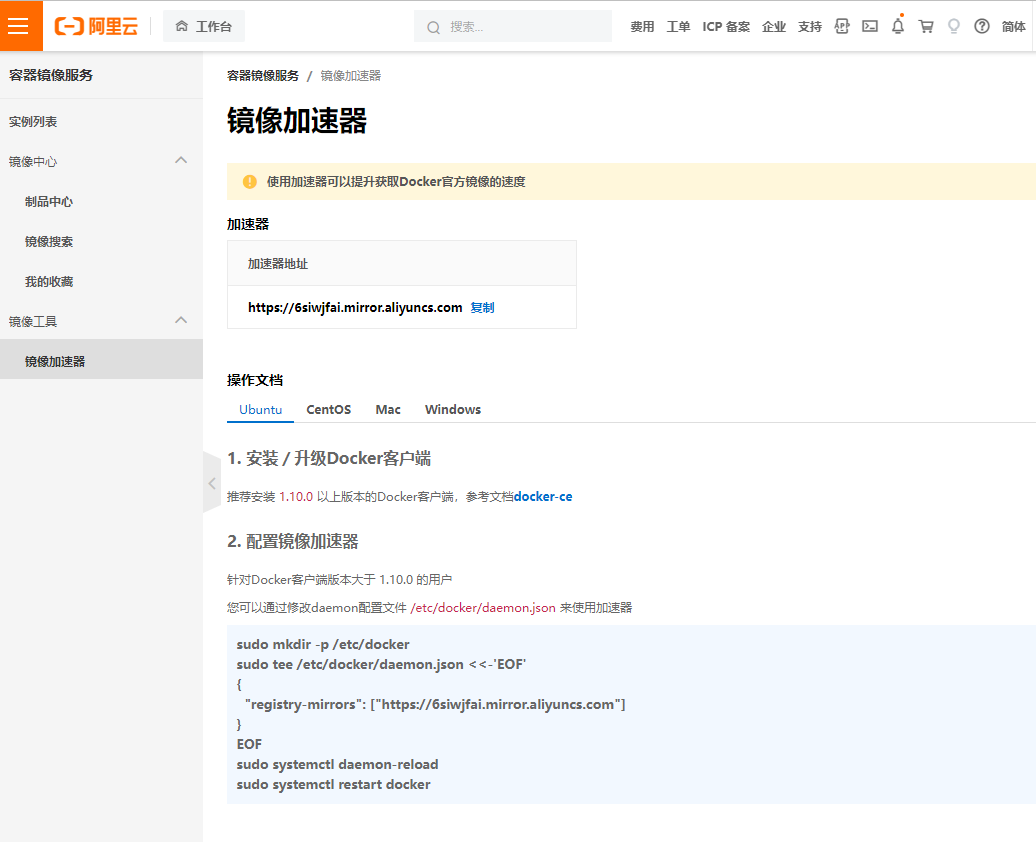 阿里云
工作台
搜索...
费用 工单 ICP 备案 企业 支持 简体
容器镜像服务
实例列表
镜像中心
制品中心
镜像搜索
我的收藏
镜像工具
镜像加速器
容器镜像服务 / 镜像加速器
镜像加速器
使用加速器可以提升获取Docker官方镜像的速度
加速器
加速器地址
https://6siwjfai.mirror.aliyuncs.com 复制
操作文档
Ubuntu CentOS Mac Windows
1. 安装 / 升级Docker客户端
推荐安装 1.10.0 以上版本的Docker客户端，参考文档docker-ce
2. 配置镜像加速器
针对Docker客户端版本大于 1.10.0 的用户
您可以通过修改daemon配置文件 /etc/docker/daemon.json 来使用加速器
sudo mkdir -p /etc/docker
sudo tee /etc/docker/daemon.json <<-'EOF'
{
  "registry-mirrors": ["https://6siwjfai.mirror.aliyuncs.com"]
}
EOF
sudo systemctl daemon-reload
sudo systemctl restart docker